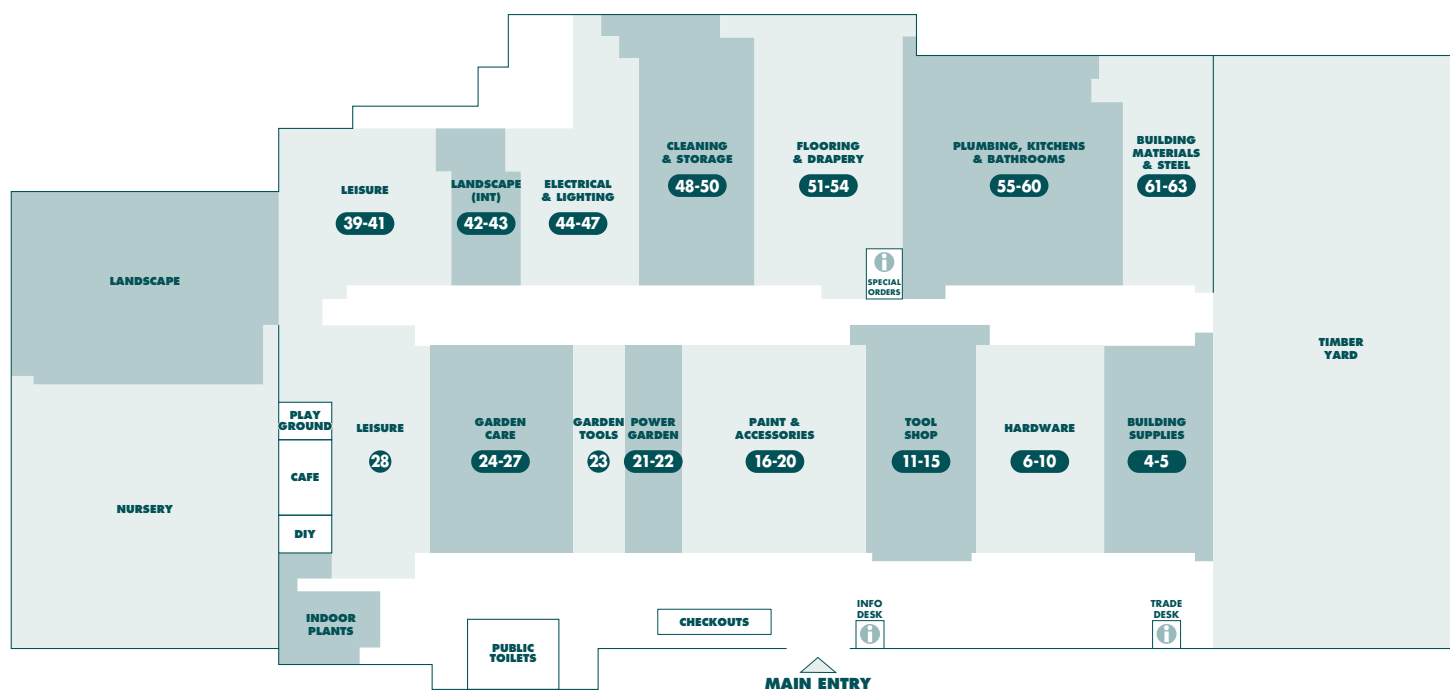 CLEANING
& STORAGE
48-50
FLOORING
& DRAPERY
51-54
PLUMBING, KITCHENS
& BATHROOMS
55-60
BUILDING
MATERIALS
& STEEL
61-63
LEISURE
39-41
LANDSCAPE
(INT)
42-43
ELECTRICAL
& LIGHTING
44-47
LANDSCAPE
i
SPECIAL
ORDERS
TIMBER
YARD
PLAY
GROUND
CAFE
DIY
LEISURE
28
GARDEN
CARE
24-27
GARDEN
TOOLS
23
POWER
GARDEN
21-22
PAINT &
ACCESSORIES
16-20
TOOL
SHOP
11-15
HARDWARE
6-10
BUILDING
SUPPLIES
4-5
NURSERY
INDOOR
PLANTS
PUBLIC
TOILETS
CHECKOUTS
INFO
DESK
i
TRADE
DESK
i
MAIN ENTRY